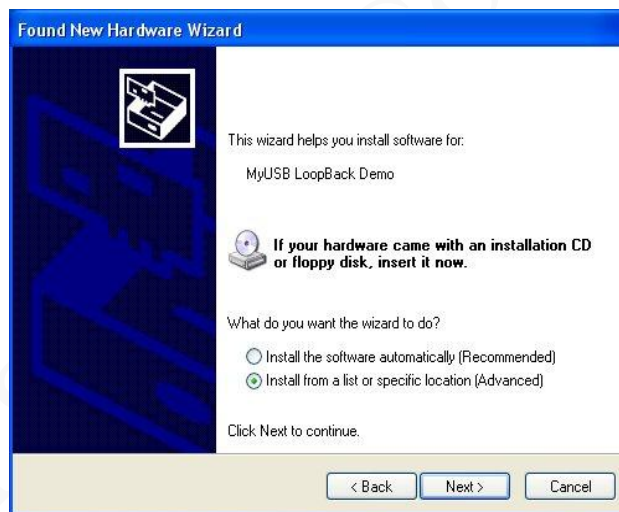 Found New Hardware Wizard
This wizard helps you install software for:
MyUSB LoopBack Demo
If your hardware came with an installation CD
or floppy disk, insert it now.
What do you want the wizard to do?
Install the software automatically (Recommended)
Install from a list or specific location (Advanced)
Click Next to continue.
< Back Next > Cancel